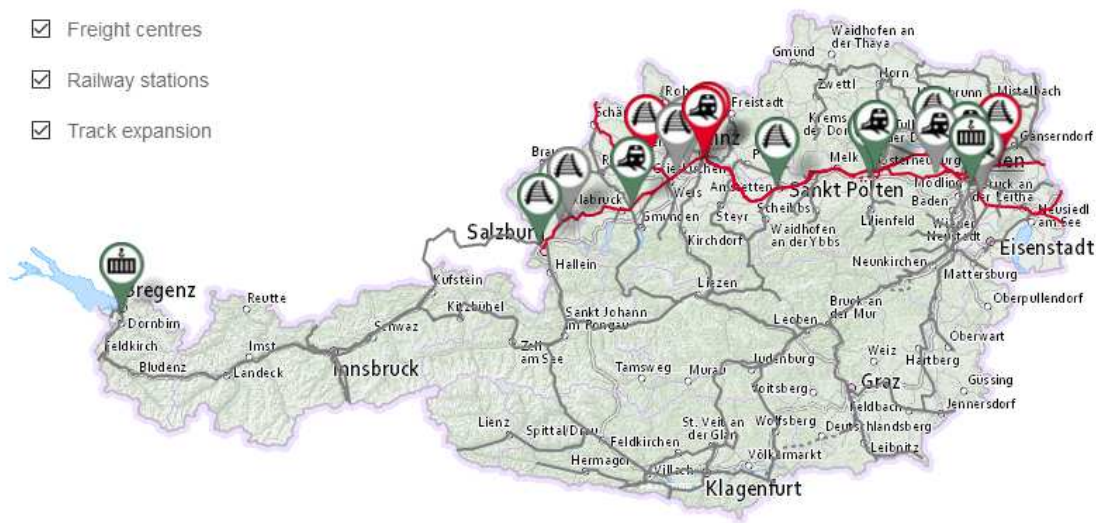 Freight centres
Railway stations
Track expansion
Waidhofen an
der Thaya
Gmünd
Horn
Zwettl
Mistelbach
Freistadt
Krems
Gänserndorf
Melk
Amstetten
Sankt Pölten
Mödling
Bruck an
der Leitha
Wels
Baden
Neusiedl
am See
Steyr
Scheibbs
Lilienfeld
Wiener
Neustadt
Gmunden
Waidhofen
an der Ybbs
Salzburg
Kirchdorf
Eisenstadt
Hallein
Neunkirchen
Mattersburg
Kufstein
Liezen
Bregenz
Reutte
Kitzbühel
Bruck an
der Mur
Oberpullendorf
Dornbirn
Schwaz
Sankt Johann
im Pongau
Leoben
Feldkirch
Imst
Zell
am See
Oberwart
Bludenz
Landeck
Innsbruck
Tamsweg
Murau
Judenburg
Weiz
Hartberg
Voitsberg
Graz
Güssing
Feldbach
Jennersdorf
Lienz
Spittal/Drau
St. Veit an
der Glan
Wolfsberg
Deutschlandsberg
Feldkirchen
Leibnitz
Hermagor
Villach
Völkermarkt
Klagenfurt